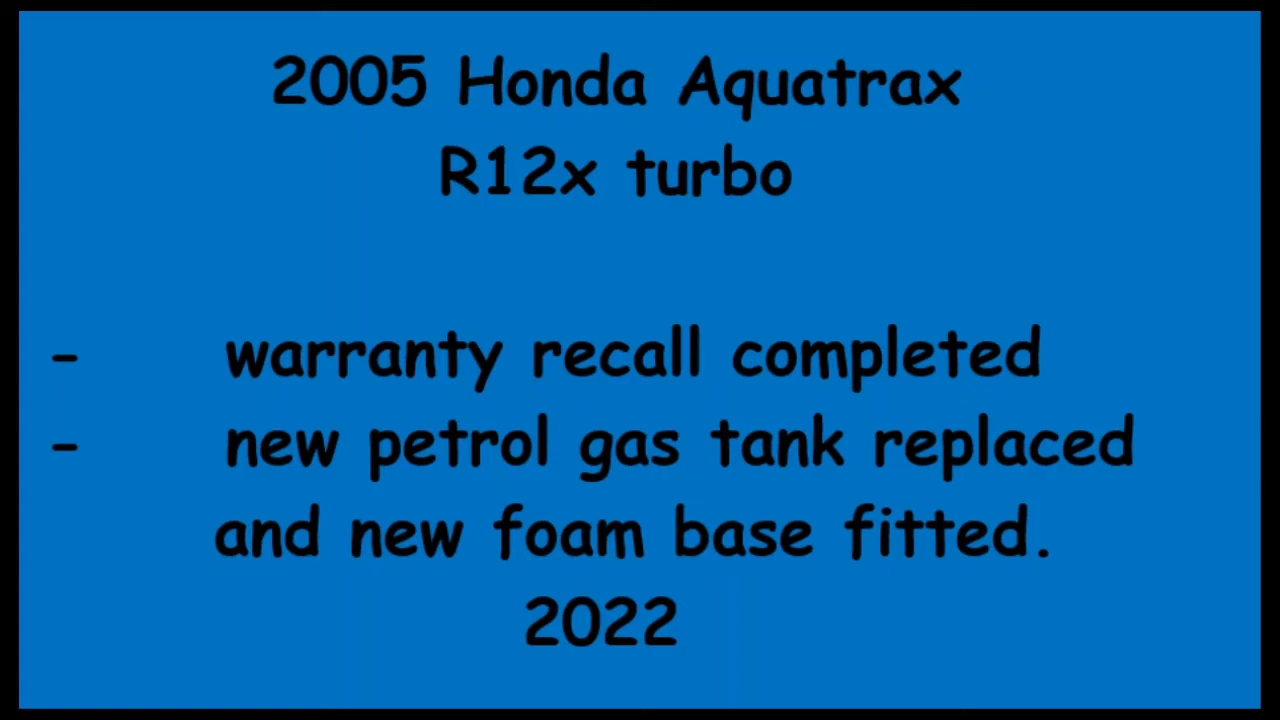 2005 Honda Aquatrax
R12x turbo
- warranty recall completed
- new petrol gas tank replaced
and new foam base fitted.
2022